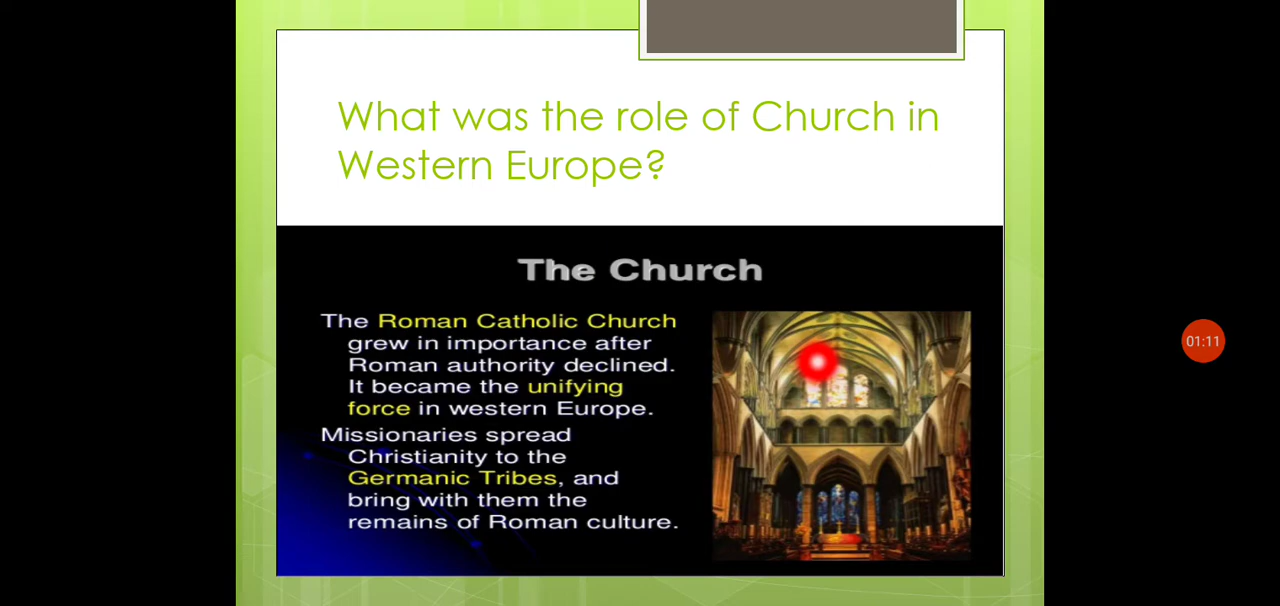 What was the role of Church in
Western Europe?
The Church
The Roman Catholic Church
grew in importance after
Roman authority declined.
It became the unifying
force in western Europe.
Missionaries spread
Christianity to the
Germanic Tribes, and
bring with them the
remains of Roman culture.
01:11